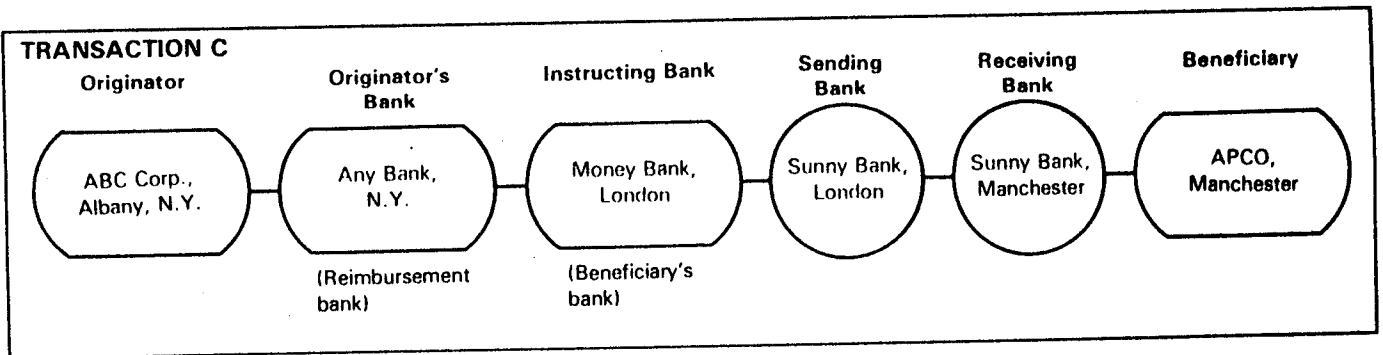 TRANSACTION C
Originator
Originator's
Bank
Instructing Bank
Sending
Bank
Receiving
Bank
Beneficiary
ABC Corp.,
Albany, N.Y.
Any Bank,
N.Y.
Money Bank,
London
Sunny Bank,
London
Sunny Bank,
Manchester
APCO,
Manchester
(Reimbursement
bank)
(Beneficiary's
bank)